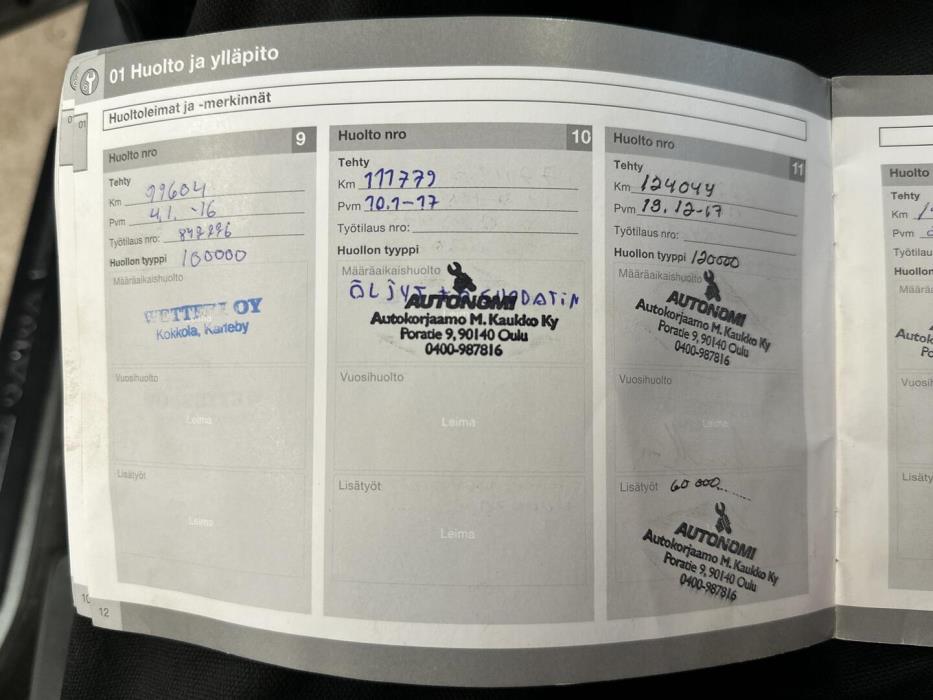 01 Huolto ja ylläpito
01
Huoltoleimat ja -merkinnät
Huolto nro 9
Tehty
Km 99604
Pvm 4.1. -16
Työtilaus nro:
Huollon tyyppi 100000
Määräaikaishuolto
OY
Kokkola, Karleby
Vuosihuolto
Leima
Lisätyöt
Leima
12
Huolto nro 10
Tehty
Km 111779
Pvm 10.1-17
Työtilaus nro:
Huollon tyyppi
Määräaikaishuolto
AUTONOMI
Autokorjaamo M. Kaukko Ky
Poratie 9, 90140 Oulu
0400-987816
Vuosihuolto
Leima
Lisätyöt
Leima
Huolto nro 11
Tehty
Km 124044
Pvm 13.12-17
Työtilaus nro:
Huollon tyyppi 120000
Määräaikaishuolto
AUTONOMI
Autokorjaamo M. Kaukko Ky
Poratie 9, 90140 Oulu
0400-987816
Vuosihuolto
Leima
Lisätyöt 60 000
AUTONOMI
Autokorjaamo M. Kaukko Ky
Poratie 9, 90140 Oulu
0400-987816
Huolto
Tehty
Km
Pvm